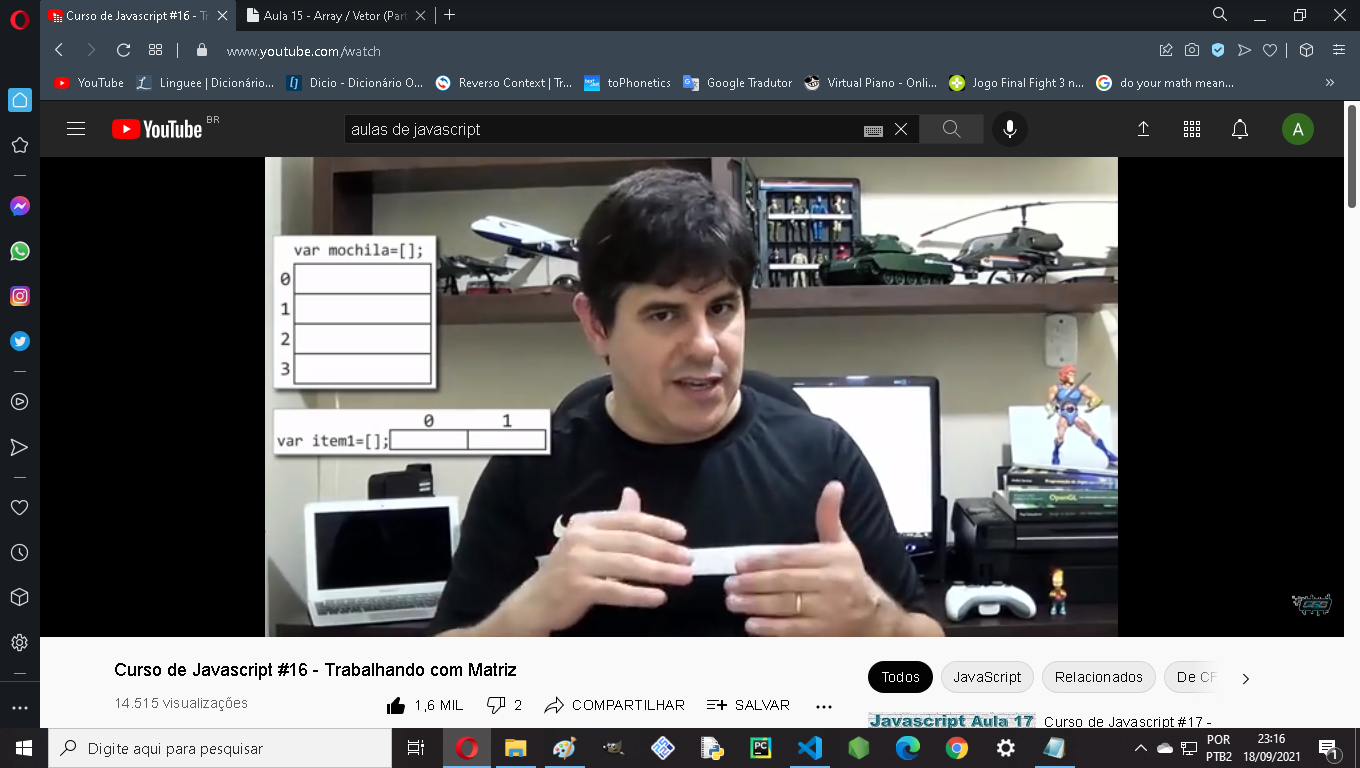 Curso de Javascript #16 - Tr
Aula 15 - Array / Vetor (Part
www.youtube.com/watch
YouTube
Linguee | Dicionário...
Dicio - Dicionário O...
Reverso Context | Tr...
toPhonetics
Google Tradutor
Virtual Piano - Onli...
Jogo Final Fight 3 n...
do your math mean...
YouTube BR
aulas de javascript
A
var mochila=[];
0
1
2
3
0 1
var item1=[];
OpenGL
Curso de Javascript #16 - Trabalhando com Matriz
14.515 visualizações
1,6 MIL
2
COMPARTILHAR
SALVAR
Todos
JavaScript
Relacionados
De CF
Javascript Aula 17
Curso de Javascript #17 -
Digite aqui para pesquisar
POR
PTB2
23:16
18/09/2021
1